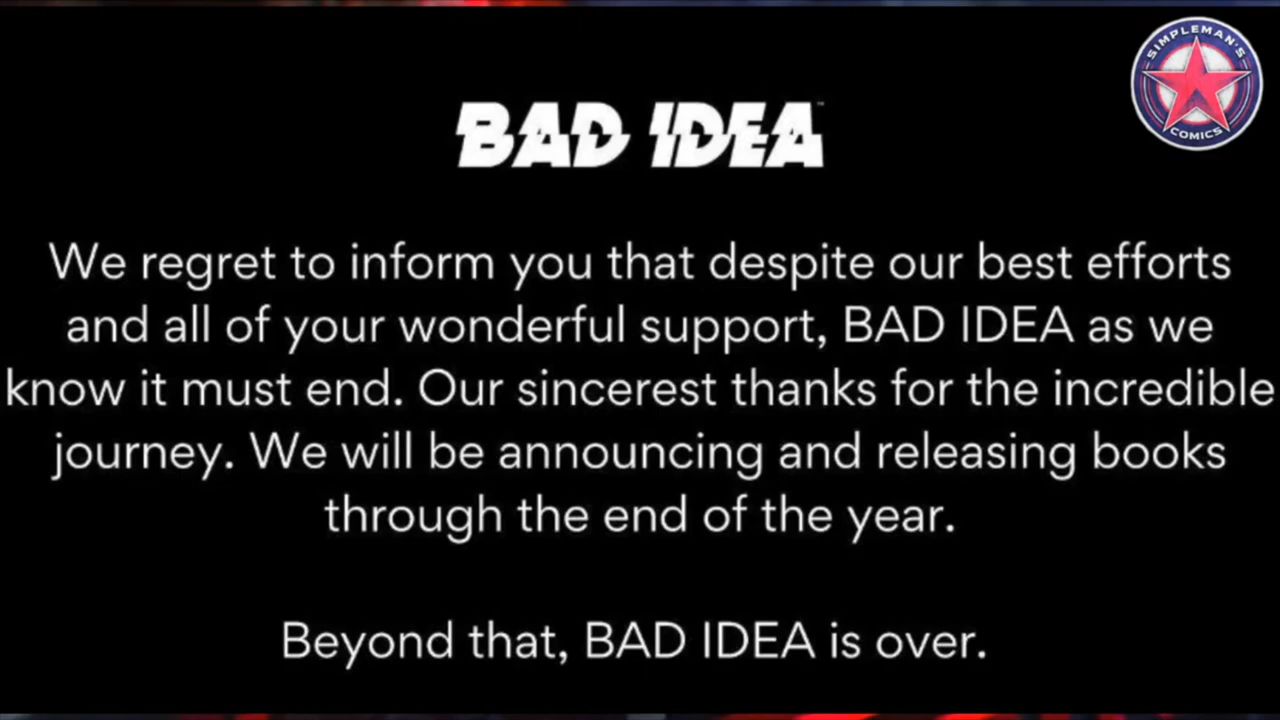 SIMPLEMAN'S
COMICS
BAD IDEA™
We regret to inform you that despite our best efforts
and all of your wonderful support, BAD IDEA as we
know it must end. Our sincerest thanks for the incredible
journey. We will be announcing and releasing books
through the end of the year.
Beyond that, BAD IDEA is over.